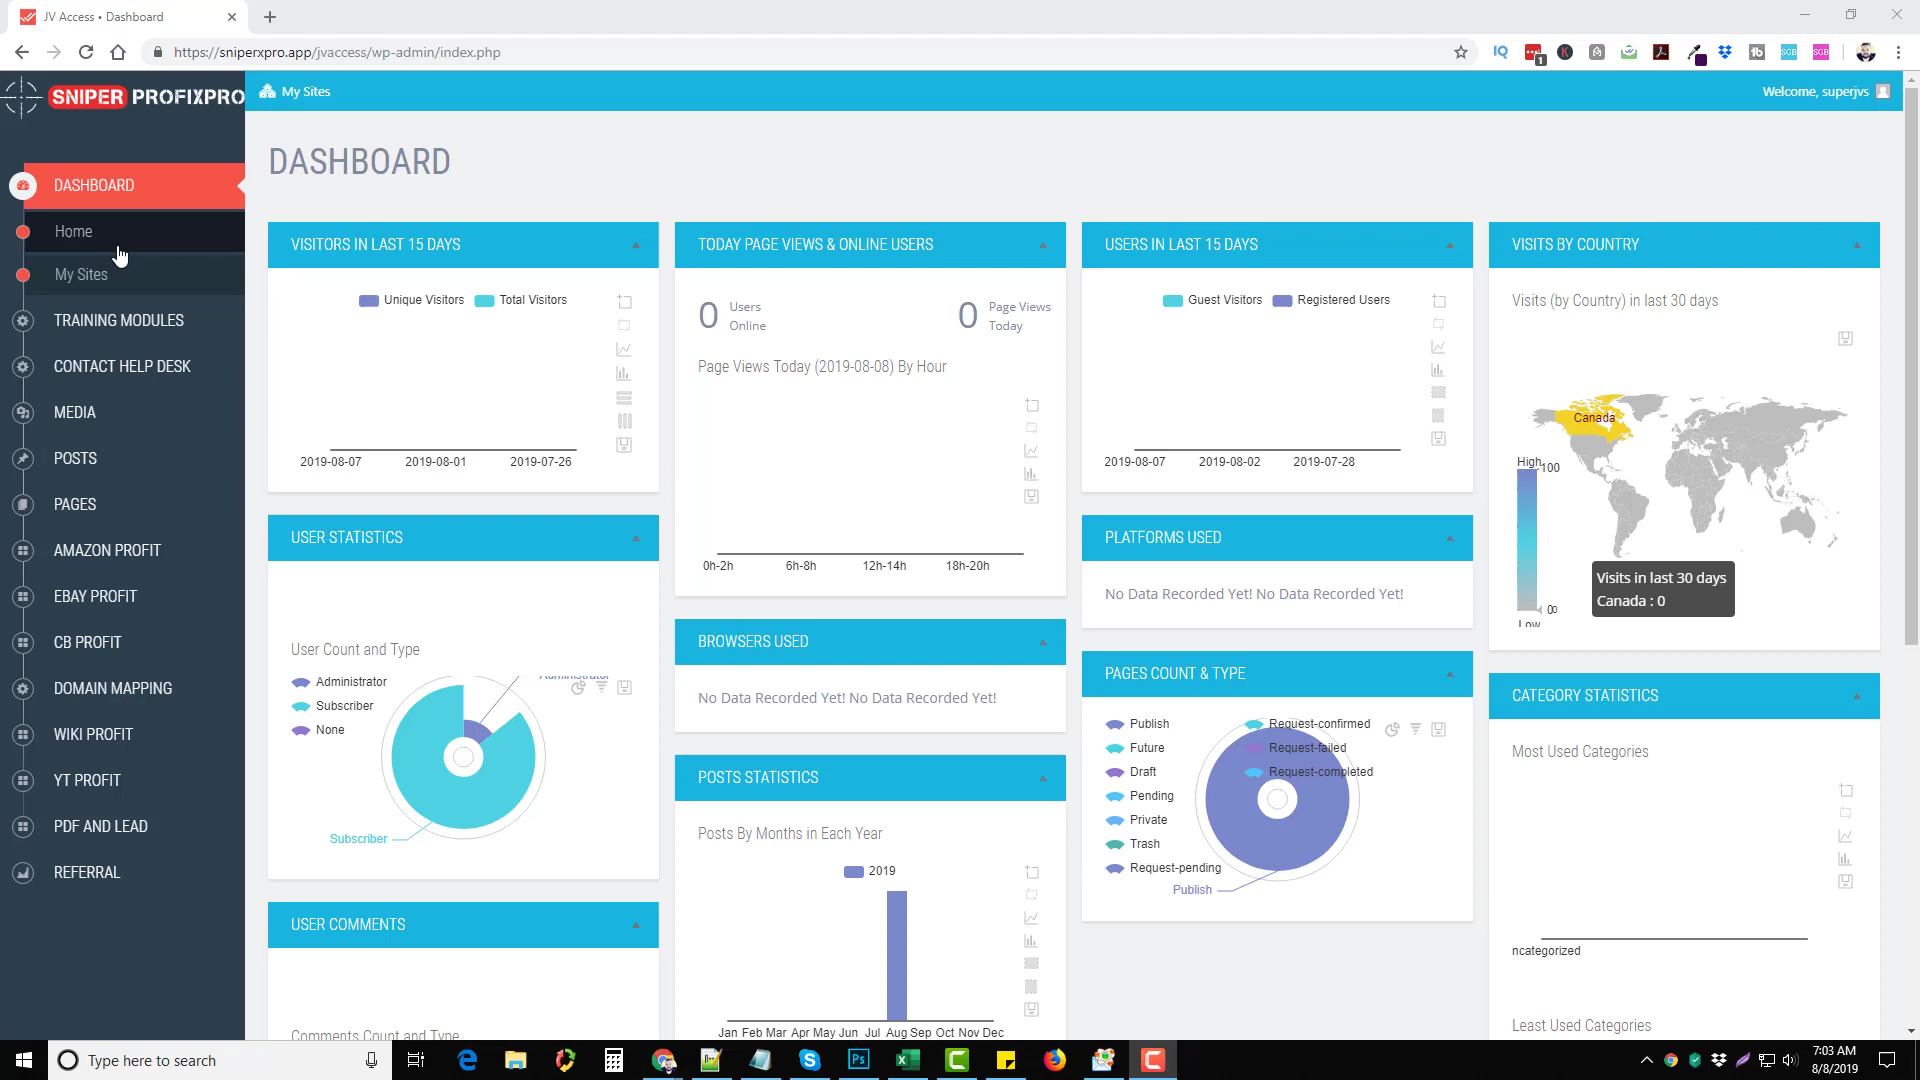 JV Access • Dashboard
https://sniperxpro.app/jvaccess/wp-admin/index.php
SNIPER PROFIXPRO
My Sites
Welcome, superjvs
DASHBOARD
DASHBOARD
Home
My Sites
TRAINING MODULES
CONTACT HELP DESK
MEDIA
POSTS
PAGES
AMAZON PROFIT
EBAY PROFIT
CB PROFIT
DOMAIN MAPPING
WIKI PROFIT
YT PROFIT
PDF AND LEAD
REFERRAL
VISITORS IN LAST 15 DAYS
Unique Visitors Total Visitors
2019-08-07 2019-08-01 2019-07-26
USER STATISTICS
User Count and Type
Administrator
Subscriber
None
Administrator
Subscriber
USER COMMENTS
Comments Count and Type
TODAY PAGE VIEWS & ONLINE USERS
0 Users Online
0 Page Views Today
Page Views Today (2019-08-08) By Hour
0h-2h 6h-8h 12h-14h 18h-20h
BROWSERS USED
No Data Recorded Yet! No Data Recorded Yet!
POSTS STATISTICS
Posts By Months in Each Year
2019
Jan Feb Mar Apr May Jun Jul Aug Sep Oct Nov Dec
USERS IN LAST 15 DAYS
Guest Visitors Registered Users
2019-08-07 2019-08-02 2019-07-28
PLATFORMS USED
No Data Recorded Yet! No Data Recorded Yet!
PAGES COUNT & TYPE
Publish
Future
Draft
Pending
Private
Trash
Request-pending
Request-confirmed
Request-failed
Request-completed
Publish
VISITS BY COUNTRY
Visits (by Country) in last 30 days
Canada
High
100
00
Low
Visits in last 30 days
Canada : 0
CATEGORY STATISTICS
Most Used Categories
ncategorized
Least Used Categories
Type here to search
7:03 AM
8/8/2019